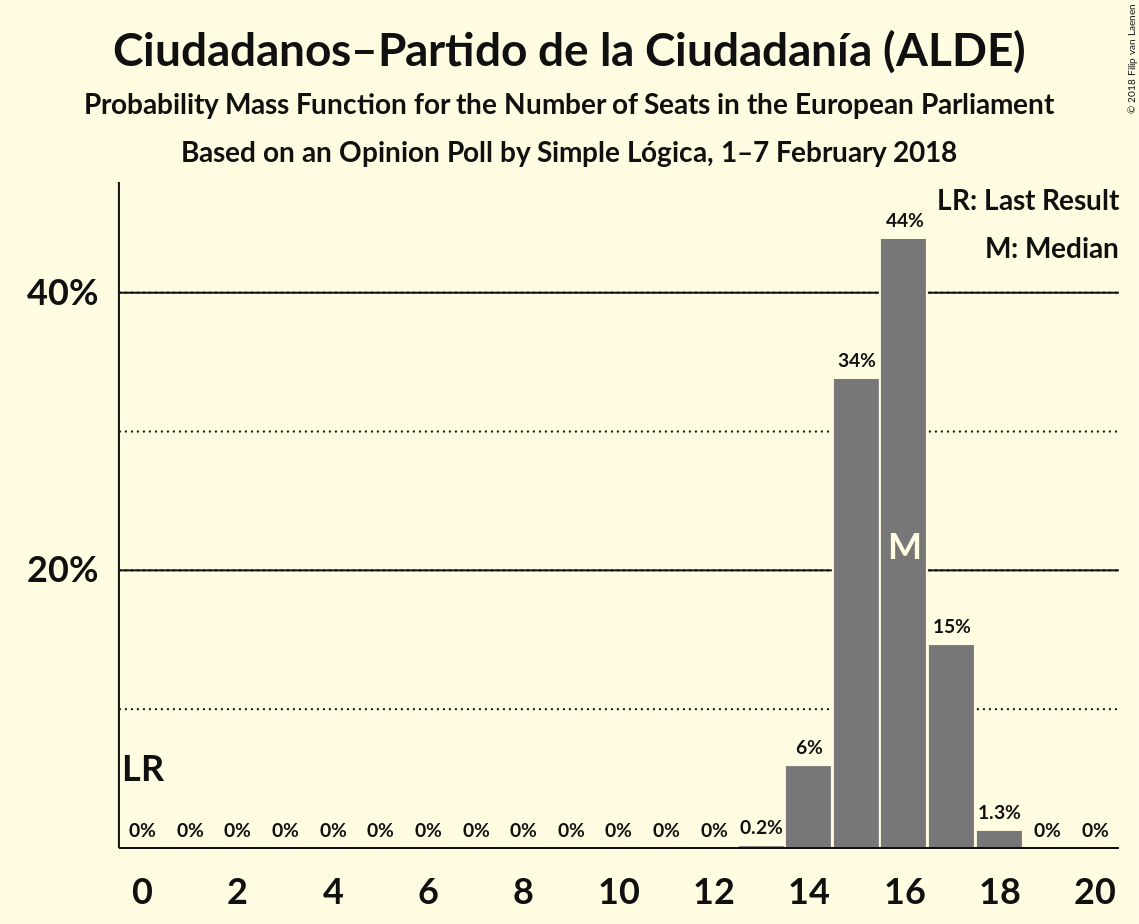 Ciudadanos–Partido de la Ciudadanía (ALDE)
Probability Mass Function for the Number of Seats in the European Parliament
Based on an Opinion Poll by Simple Lógica, 1–7 February 2018
© 2018 Filip van Laenen
LR: Last Result
M: Median
44%
40%
34%
M
20%
15%
6%
LR
0% 0% 0% 0% 0% 0% 0% 0% 0% 0% 0% 0% 0% 0.2% 1.3% 0% 0%
0 2 4 6 8 10 12 14 16 18 20